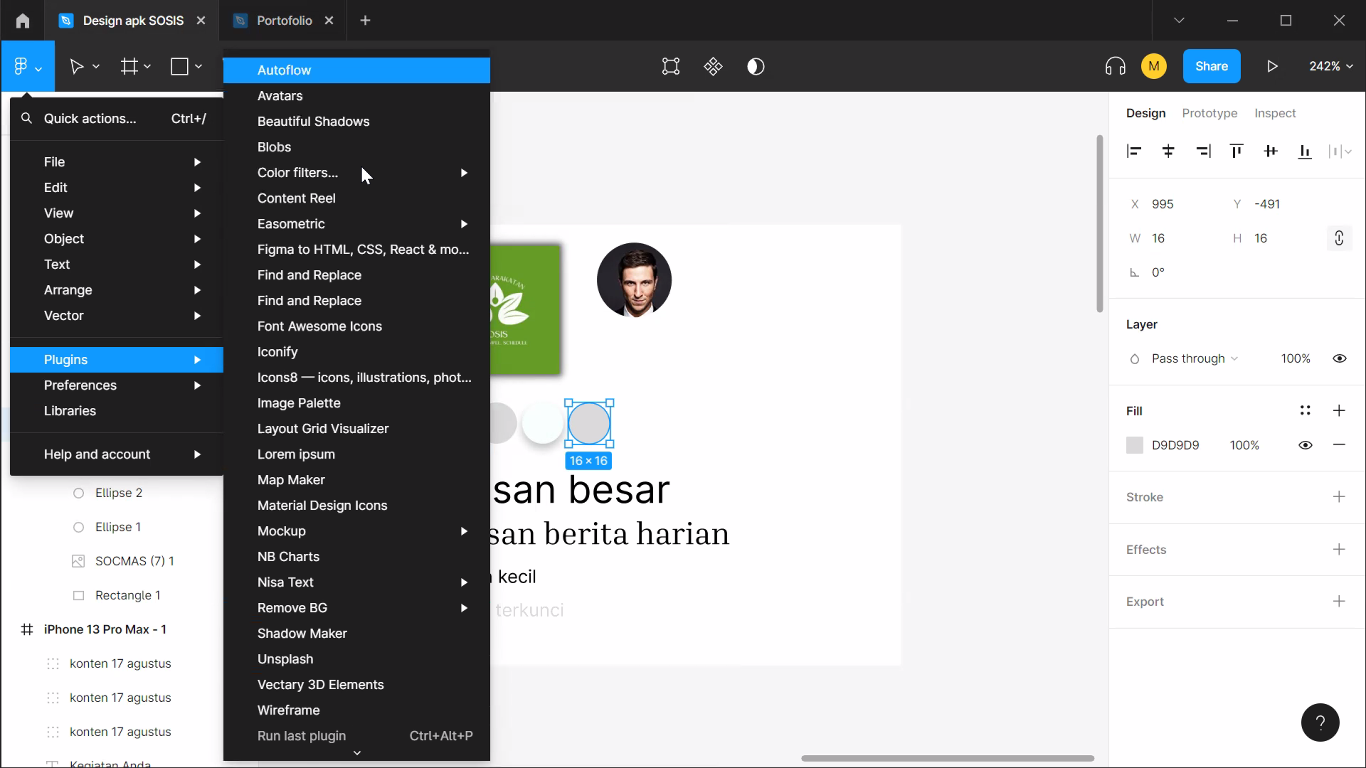 Design apk SOSIS
Portofolio
M
Share
242%
Quick actions...
Ctrl+/
File
Edit
View
Object
Text
Arrange
Vector
Plugins
Preferences
Libraries
Help and account
Autoflow
Avatars
Beautiful Shadows
Blobs
Color filters...
Content Reel
Easometric
Figma to HTML, CSS, React & mo...
Find and Replace
Find and Replace
Font Awesome Icons
Iconify
Icons8 — icons, illustrations, phot...
Image Palette
Layout Grid Visualizer
Lorem ipsum
Map Maker
Material Design Icons
Mockup
NB Charts
Nisa Text
Remove BG
Shadow Maker
Unsplash
Vectary 3D Elements
Wireframe
Run last plugin
Ctrl+Alt+P
Ellipse 2
Ellipse 1
SOCMAS (7) 1
Rectangle 1
iPhone 13 Pro Max - 1
konten 17 agustus
konten 17 agustus
konten 17 agustus
Kegiatan Anda
16 × 16
san besar
san berita harian
kecil
terkunci
Design
Prototype
Inspect
X 995
Y -491
W 16
H 16
0°
Layer
Pass through
100%
Fill
D9D9D9
100%
Stroke
Effects
Export
?